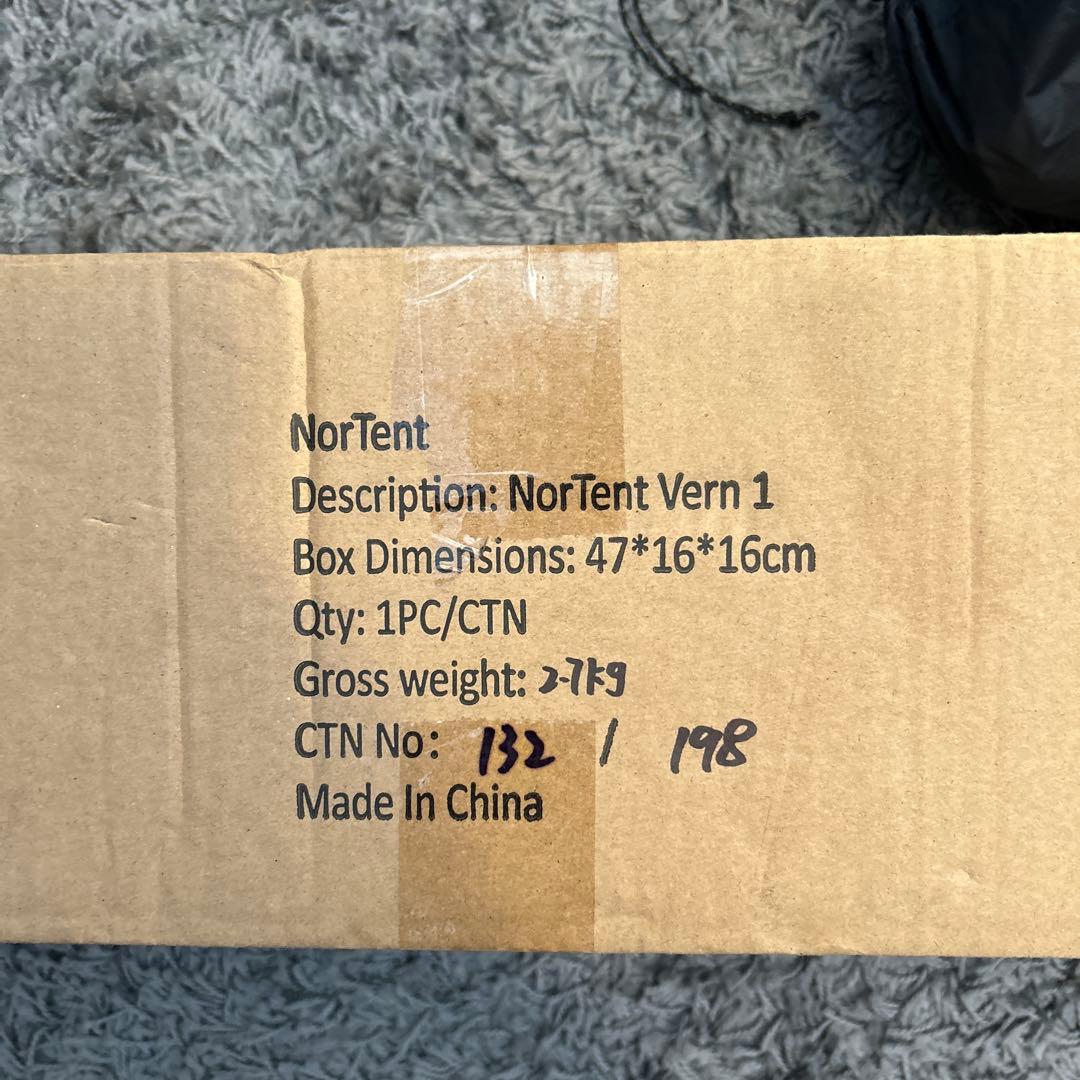 NorTent
Description: NorTent Vern 1
Box Dimensions: 47*16*16cm
Qty: 1PC/CTN
Gross weight: 2.7kg
CTN No: 132 / 198
Made In China